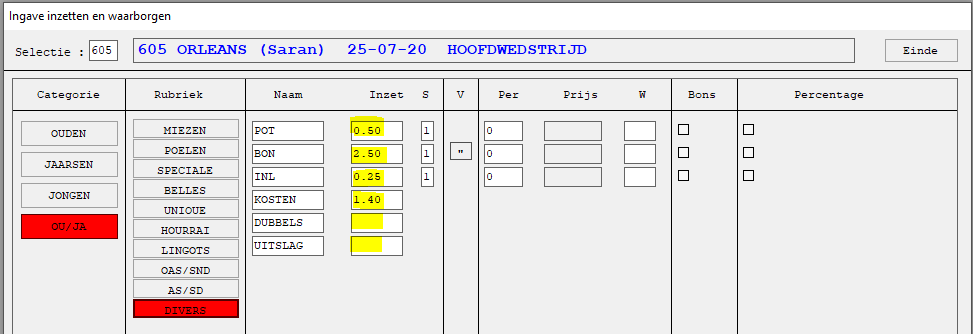 Ingave inzetten en waarborgen
Selectie : 605 605 ORLEANS (Saran) 25-07-20 HOOFDWEDSTRIJD Einde
Categorie Rubriek Naam Inzet S V Per Prijs W Bons Percentage
OUDEN
JAARSEN
JONGEN
OU/JA
MIEZEN
POELEN
SPECIALE
BELLES
UNIOUE
HOURRAI
LINGOTS
OAS/SND
AS/SD
DIVERS
POT 0.50 1 0
BON 2.50 1 " 0
INL 0.25 1 0
KOSTEN 1.40
DUBBELS
UITSLAG